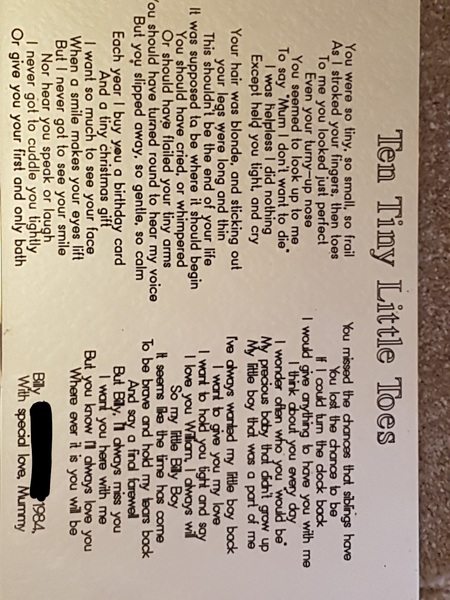 Ten Tiny Little Toes
You were so tiny, so small, so frail
As I stroked your fingers, then toes
To me you looked just perfect
Even your turny-up nose
You seemed to look up to me
To say "Mum I don't want to die"
I was helpless I did nothing
Except held you tight, and cry
Your hair was blonde, and sticking out
your legs were long and thin
This shouldn't be the end of your life
It was supposed to be where it should begin
You should have cried, or whimpered
Or should have flailed your tiny arms
You should have turned round to hear my voice
But you slipped away, so gentle, so calm
Each year I buy you a birthday card
And a tiny christmas gift
I want so much to see your face
When a smile makes your eyes lift
But I never got to see your smile
Nor hear you speak or laugh
I never got to cuddle you tightly
Or give you your first and only bath
You missed the chances that siblings have
You lost the chance to be
If I could turn the clock back
I would give anything to have you with me
I think about you every day
I wonder often who you would be"
My precious baby that didn't grow up
My little boy that was a part of me
I've always wanted my little boy back
I want to give you my love
I want to hold you tight and say
I love you William, I always will
So my little Billy Boy
It seems like the time has come
To be brave and hold my tears back
And say a final farewell
But Billy, I'll always miss you
I want you here with me
But you know I'll always love you
Where ever it is you will be
Billy 1984,
With special love, Mummy